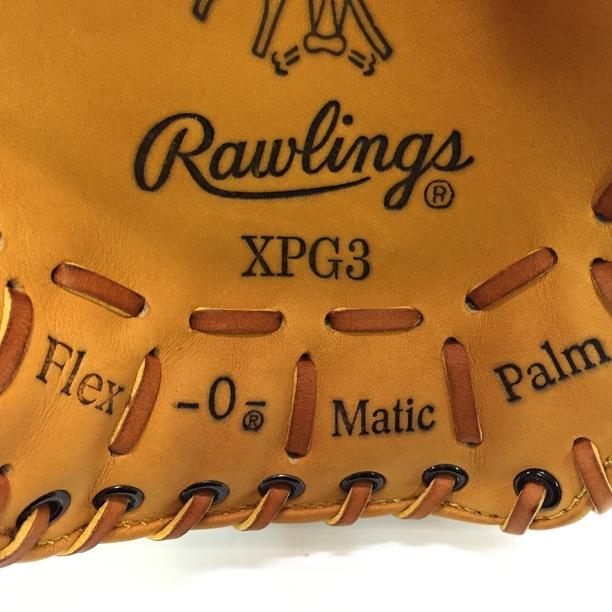 Rawlings®
XPG3
Flex -O-® Matic Palm